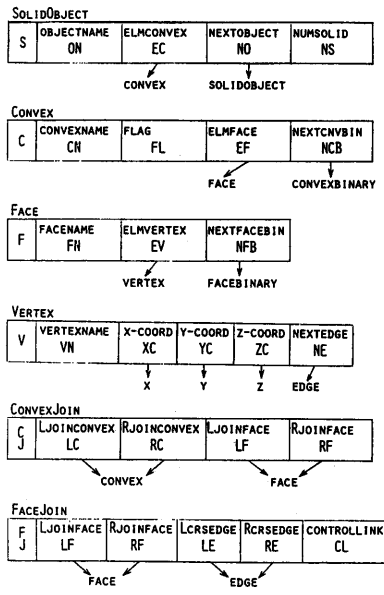 SOLIDOBJECT
S OBJECTNAME ON ELMCONVEX EC NEXTOBJECT NO NUMSOLID NS
CONVEX SOLIDOBJECT
CONVEX
C CONVEXNAME CN FLAG FL ELMFACE EF NEXTCNVBIN NCB
FACE CONVEXBINARY
FACE
F FACENAME FN ELMVERTEX EV NEXTFACEBIN NFB
VERTEX FACEBINARY
VERTEX
V VERTEXNAME VN X-COORD XC Y-COORD YC Z-COORD ZC NEXTEDGE NE
X Y Z EDGE
CONVEXJOIN
CJ LJOINCONVEX LC RJOINCONVEX RC LJOINFACE LF RJOINFACE RF
CONVEX FACE
FACEJOIN
FJ LJOINFACE LF RJOINFACE RF LCRSEDGE LE RCRSEDGE RE CONTROLLINK CL
FACE EDGE